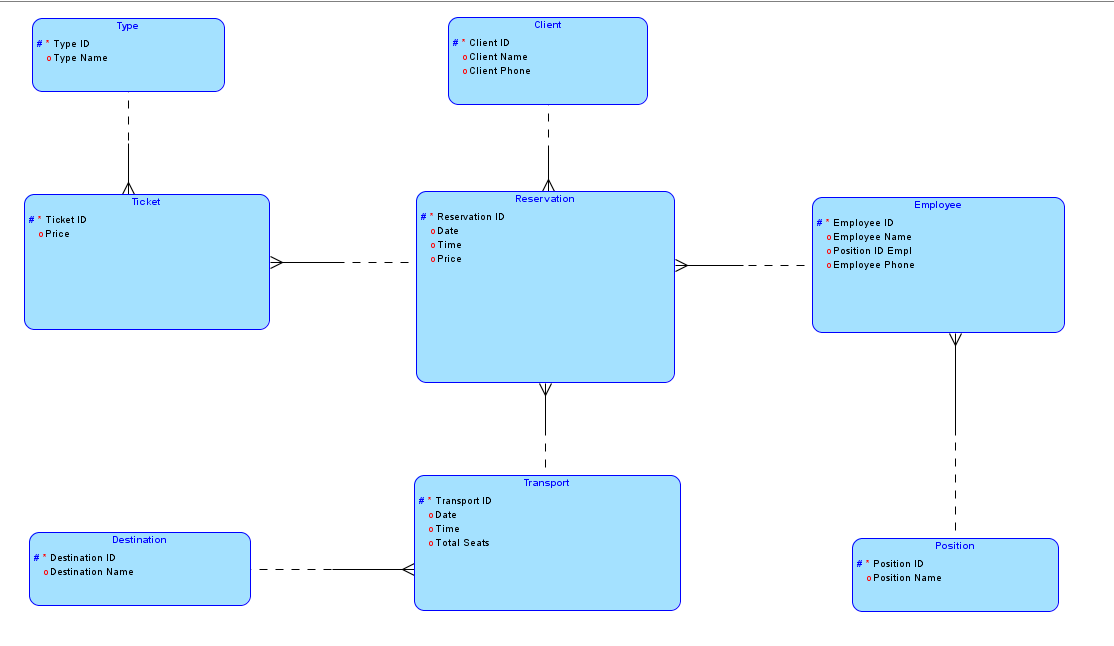 Type
# * Type ID
o Type Name
Client
# * Client ID
o Client Name
o Client Phone
Ticket
# * Ticket ID
o Price
Reservation
# * Reservation ID
o Date
o Time
o Price
Employee
# * Employee ID
o Employee Name
o Position ID Empl
o Employee Phone
Transport
# * Transport ID
o Date
o Time
o Total Seats
Destination
# * Destination ID
o Destination Name
Position
# * Position ID
o Position Name